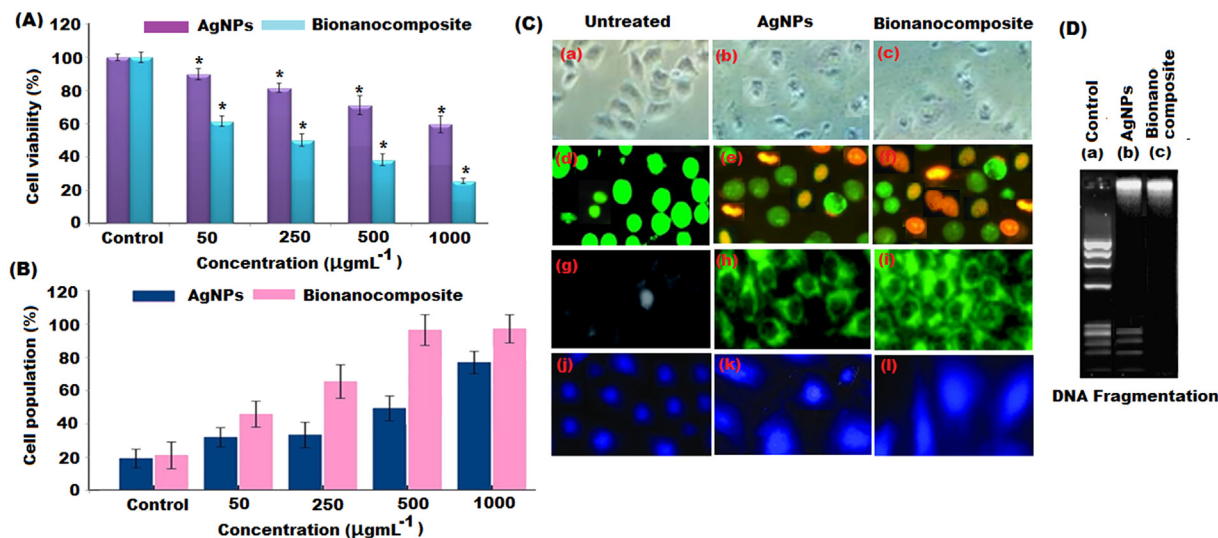 (A)
AgNPs Bionanocomposite
Cell viability (%)
120
100
80
60
40
20
0
* * * *
* * * *
Control 50 250 500 1000
Concentration (µgmL-1)
(B)
AgNPs Bionanocomposite
Cell population (%)
120
100
80
60
40
20
0
Control 50 250 500 1000
Concentration (µgmL-1)
(C) Untreated AgNPs Bionanocomposite
(a) (b) (c)
(d) (e) (f)
(g) (h) (i)
(j) (k) (l)
(D)
Control
AgNPs
Bionano
composite
(a) (b) (c)
DNA Fragmentation